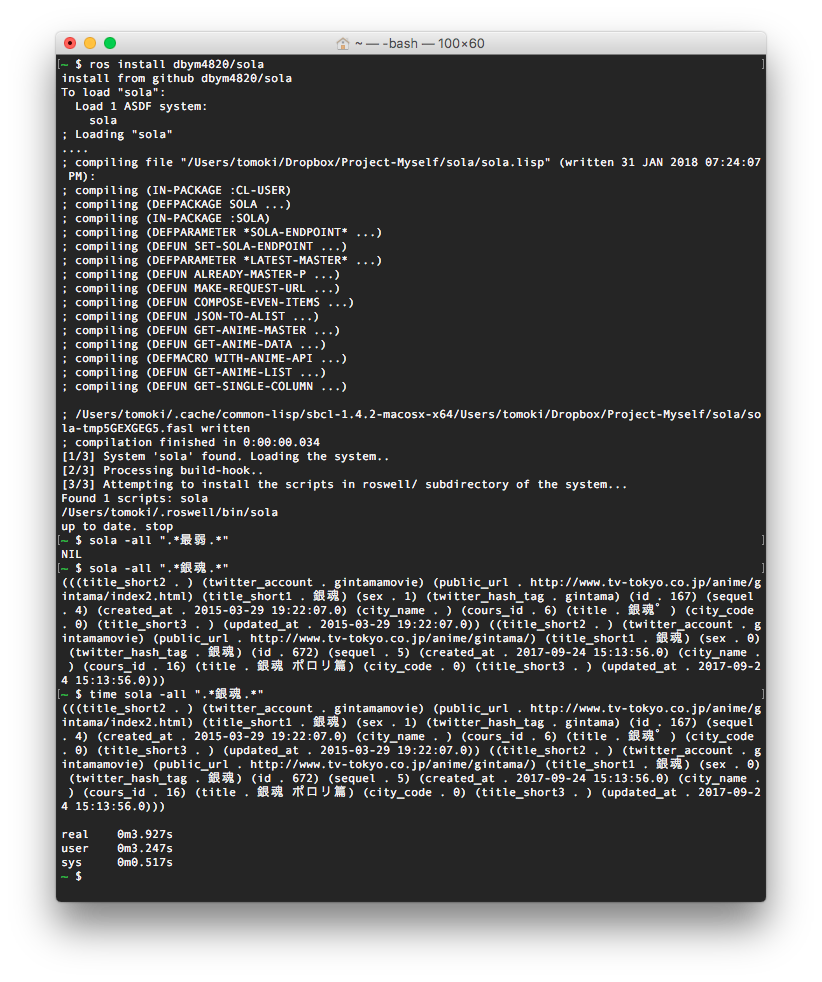 ~ — -bash — 100×60
[~ $ ros install dbym4820/sola ]
install from github dbym4820/sola
To load "sola":
  Load 1 ASDF system:
    sola
; Loading "sola"
....
; compiling file "/Users/tomoki/Dropbox/Project-Myself/sola/sola.lisp" (written 31 JAN 2018 07:24:07
 PM):
; compiling (IN-PACKAGE :CL-USER)
; compiling (DEFPACKAGE SOLA ...)
; compiling (IN-PACKAGE :SOLA)
; compiling (DEFPARAMETER *SOLA-ENDPOINT* ...)
; compiling (DEFUN SET-SOLA-ENDPOINT ...)
; compiling (DEFPARAMETER *LATEST-MASTER* ...)
; compiling (DEFUN ALREADY-MASTER-P ...)
; compiling (DEFUN MAKE-REQUEST-URL ...)
; compiling (DEFUN COMPOSE-EVEN-ITEMS ...)
; compiling (DEFUN JSON-TO-ALIST ...)
; compiling (DEFUN GET-ANIME-MASTER ...)
; compiling (DEFUN GET-ANIME-DATA ...)
; compiling (DEFMACRO WITH-ANIME-API ...)
; compiling (DEFUN GET-ANIME-LIST ...)
; compiling (DEFUN GET-SINGLE-COLUMN ...)
; /Users/tomoki/.cache/common-lisp/sbcl-1.4.2-macosx-x64/Users/tomoki/Dropbox/Project-Myself/sola/so
la-tmp5GEXGEG5.fasl written
; compilation finished in 0:00:00.034
[1/3] System 'sola' found. Loading the system..
[2/3] Processing build-hook..
[3/3] Attempting to install the scripts in roswell/ subdirectory of the system...
Found 1 scripts: sola
/Users/tomoki/.roswell/bin/sola
up to date. stop
[~ $ sola -all ".*最弱.*" ]
NIL
[~ $ sola -all ".*銀魂.*" ]
(((title_short2 . ) (twitter_account . gintamamovie) (public_url . http://www.tv-tokyo.co.jp/anime/g
intama/index2.html) (title_short1 . 銀魂) (sex . 1) (twitter_hash_tag . gintama) (id . 167) (sequel
. 4) (created_at . 2015-03-29 19:22:07.0) (city_name . ) (cours_id . 6) (title . 銀魂゜) (city_code
. 0) (title_short3 . ) (updated_at . 2015-03-29 19:22:07.0)) ((title_short2 . ) (twitter_account . g
intamamovie) (public_url . http://www.tv-tokyo.co.jp/anime/gintama/) (title_short1 . 銀魂) (sex . 0)
 (twitter_hash_tag . 銀魂) (id . 672) (sequel . 5) (created_at . 2017-09-24 15:13:56.0) (city_name .
 ) (cours_id . 16) (title . 銀魂 ポロリ篇) (city_code . 0) (title_short3 . ) (updated_at . 2017-09-2
4 15:13:56.0)))
[~ $ time sola -all ".*銀魂.*" ]
(((title_short2 . ) (twitter_account . gintamamovie) (public_url . http://www.tv-tokyo.co.jp/anime/g
intama/index2.html) (title_short1 . 銀魂) (sex . 1) (twitter_hash_tag . gintama) (id . 167) (sequel
. 4) (created_at . 2015-03-29 19:22:07.0) (city_name . ) (cours_id . 6) (title . 銀魂゜) (city_code
. 0) (title_short3 . ) (updated_at . 2015-03-29 19:22:07.0)) ((title_short2 . ) (twitter_account . g
intamamovie) (public_url . http://www.tv-tokyo.co.jp/anime/gintama/) (title_short1 . 銀魂) (sex . 0)
 (twitter_hash_tag . 銀魂) (id . 672) (sequel . 5) (created_at . 2017-09-24 15:13:56.0) (city_name .
 ) (cours_id . 16) (title . 銀魂 ポロリ篇) (city_code . 0) (title_short3 . ) (updated_at . 2017-09-2
4 15:13:56.0)))
real    0m3.927s
user    0m3.247s
sys     0m0.517s
~ $